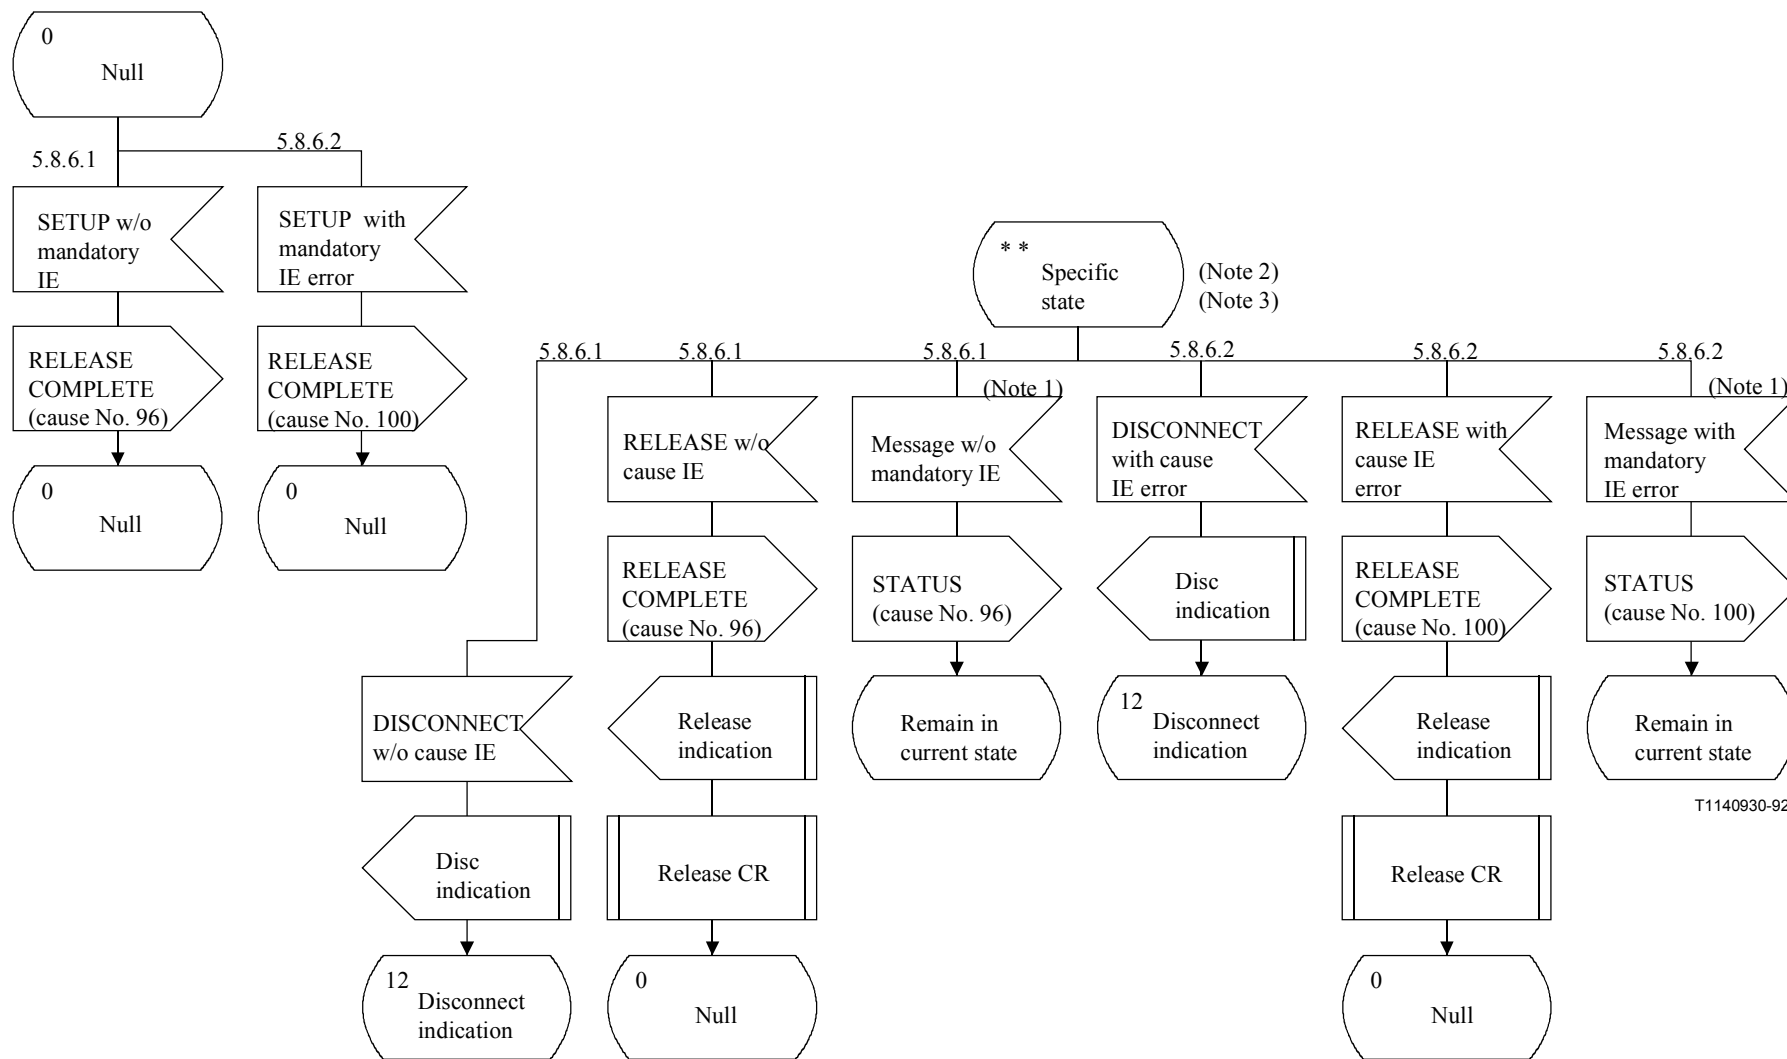 0
Null
5.8.6.1
5.8.6.2
SETUP w/o
mandatory
IE
SETUP with
mandatory
IE error
RELEASE
COMPLETE
(cause No. 96)
RELEASE
COMPLETE
(cause No. 100)
0
Null
0
Null
* *
Specific
state
(Note 2)
(Note 3)
5.8.6.1
5.8.6.1
5.8.6.1
5.8.6.2
5.8.6.2
5.8.6.2
(Note 1)
(Note 1)
RELEASE w/o
cause IE
Message w/o
mandatory IE
DISCONNECT
with cause
IE error
RELEASE with
cause IE
error
Message with
mandatory
IE error
RELEASE
COMPLETE
(cause No. 96)
STATUS
(cause No. 96)
Disc
indication
RELEASE
COMPLETE
(cause No. 100)
STATUS
(cause No. 100)
DISCONNECT
w/o cause IE
Release
indication
Remain in
current state
12
Disconnect
indication
Release
indication
Remain in
current state
T1140930-92
Disc
indication
Release CR
Release CR
12
Disconnect
indication
0
Null
0
Null